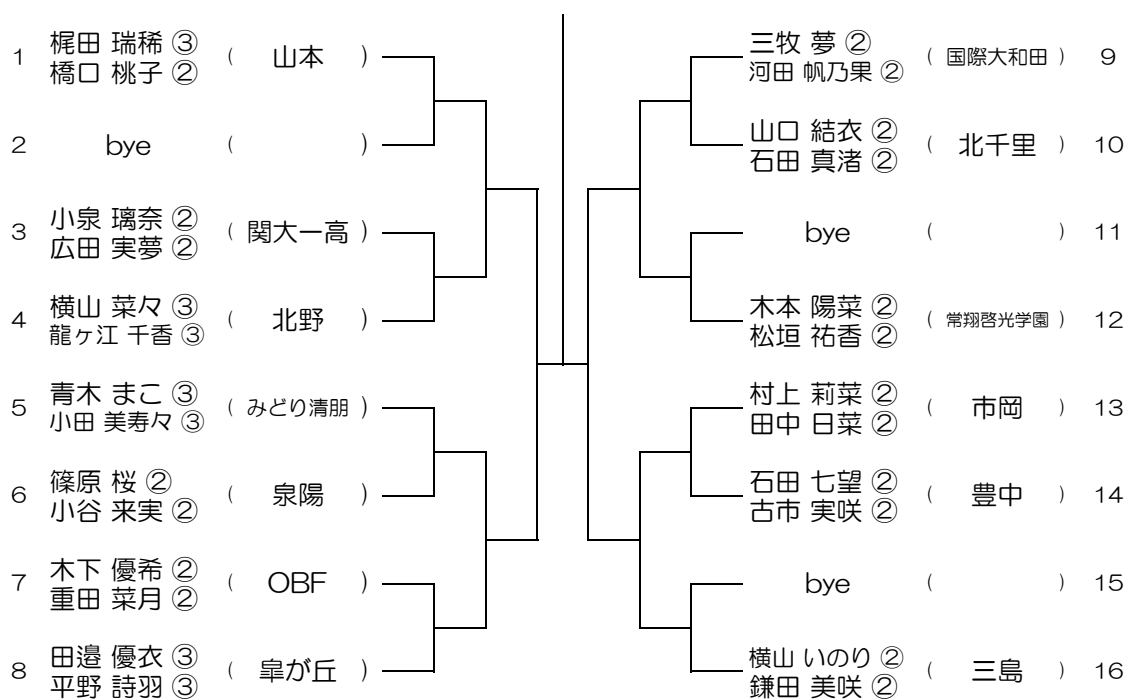 1 梶田 瑞稀 ③ ( 山本 )
橋口 桃子 ②
2 bye ( )
3 小泉 璃奈 ② ( 関大一高 )
広田 実夢 ②
4 横山 菜々 ③ ( 北野 )
龍ヶ江 千香 ③
5 青木 まこ ③ ( みどり清朋 )
小田 美寿々 ③
6 篠原 桜 ② ( 泉陽 )
小谷 来実 ②
7 木下 優希 ② ( OBF )
重田 菜月 ②
8 田邉 優衣 ③ ( 皐が丘 )
平野 詩羽 ③
三牧 夢 ② ( 国際大和田 ) 9
河田 帆乃果 ②
山口 結衣 ② ( 北千里 ) 10
石田 真渚 ②
bye ( ) 11
木本 陽菜 ② ( 常翔啓光学園 ) 12
松垣 祐香 ②
村上 莉菜 ② ( 市岡 ) 13
田中 日菜 ②
石田 七望 ② ( 豊中 ) 14
古市 実咲 ②
bye ( ) 15
横山 いのり ② ( 三島 ) 16
鎌田 美咲 ②